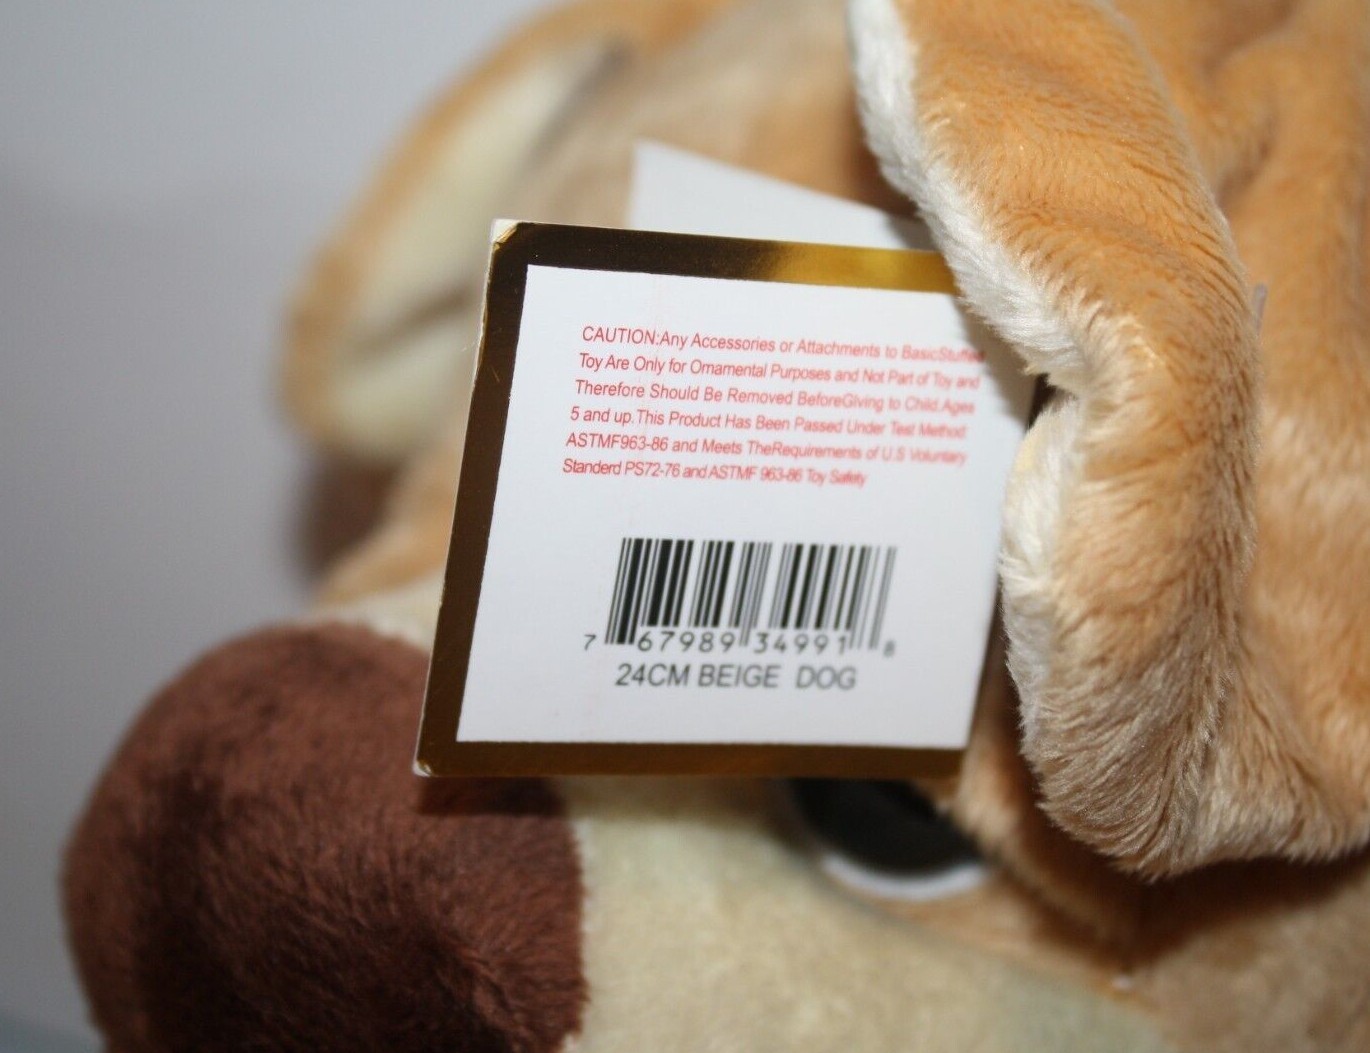 CAUTION:Any Accessories or Attachments to BasicStuffed
Toy Are Only for Ornamental Purposes and Not Part of Toy and
Therefore Should Be Removed BeforeGiving to Child.Ages
5 and up.This Product Has Been Passed Under Test Method
ASTMF963-86 and Meets TheRequirements of U.S Voluntary
Standerd PS72-76 and ASTMF 963-86 Toy Safety
7 67989 34991 8
24CM BEIGE DOG